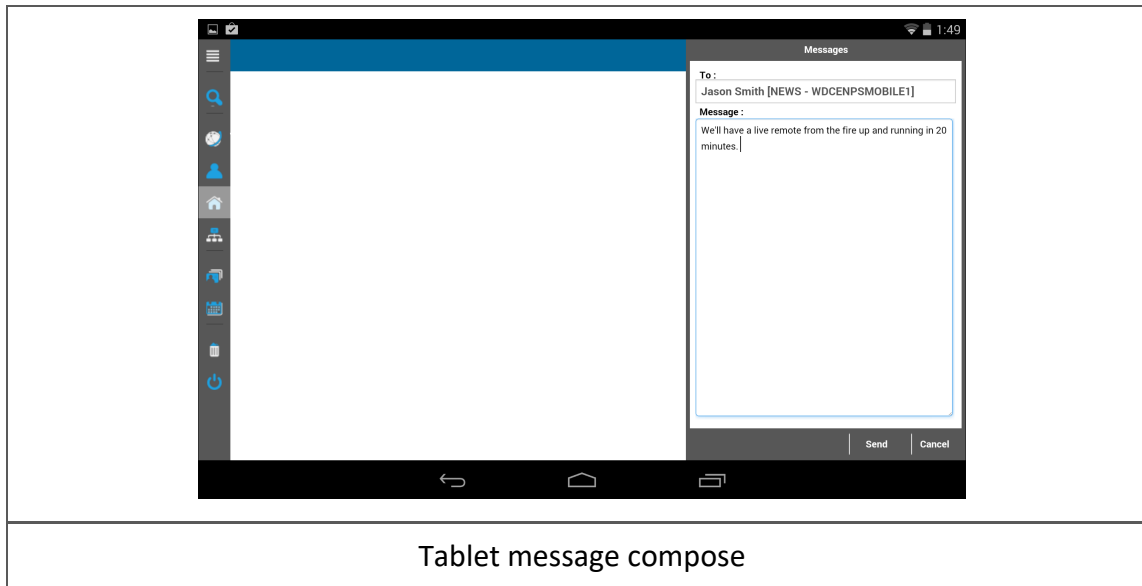 1:49
Messages
To :
Jason Smith [NEWS - WDCENPSMOBILE1]
Message :
We'll have a live remote from the fire up and running in 20
minutes.
Send Cancel
Tablet message compose